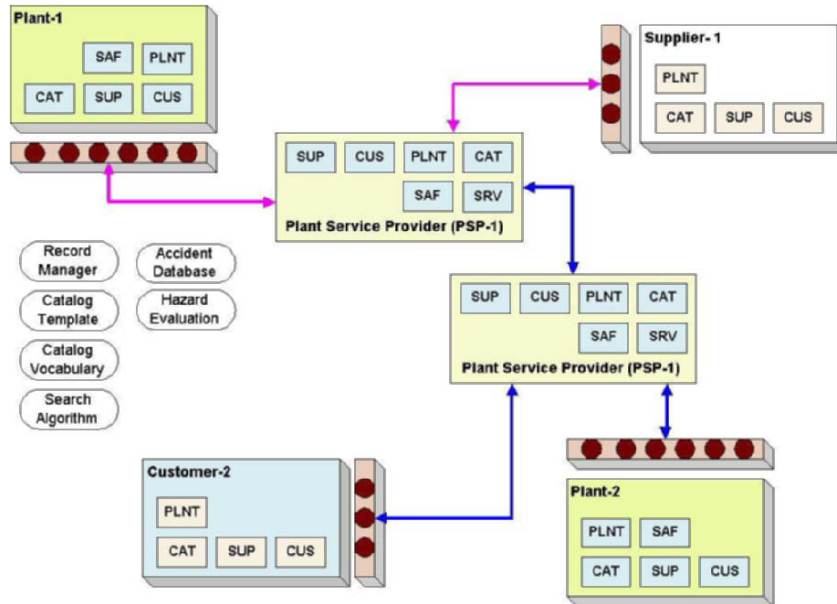 Plant-1
SAF PLNT
CAT SUP CUS
Supplier- 1
PLNT
CAT SUP CUS
SUP CUS PLNT CAT
SAF SRV
Plant Service Provider (PSP-1)
Record
Manager
Accident
Database
Catalog
Template
Hazard
Evaluation
Catalog
Vocabulary
Search
Algorithm
SUP CUS PLNT CAT
SAF SRV
Plant Service Provider (PSP-1)
Customer-2
PLNT
CAT SUP CUS
Plant-2
PLNT SAF
CAT SUP CUS